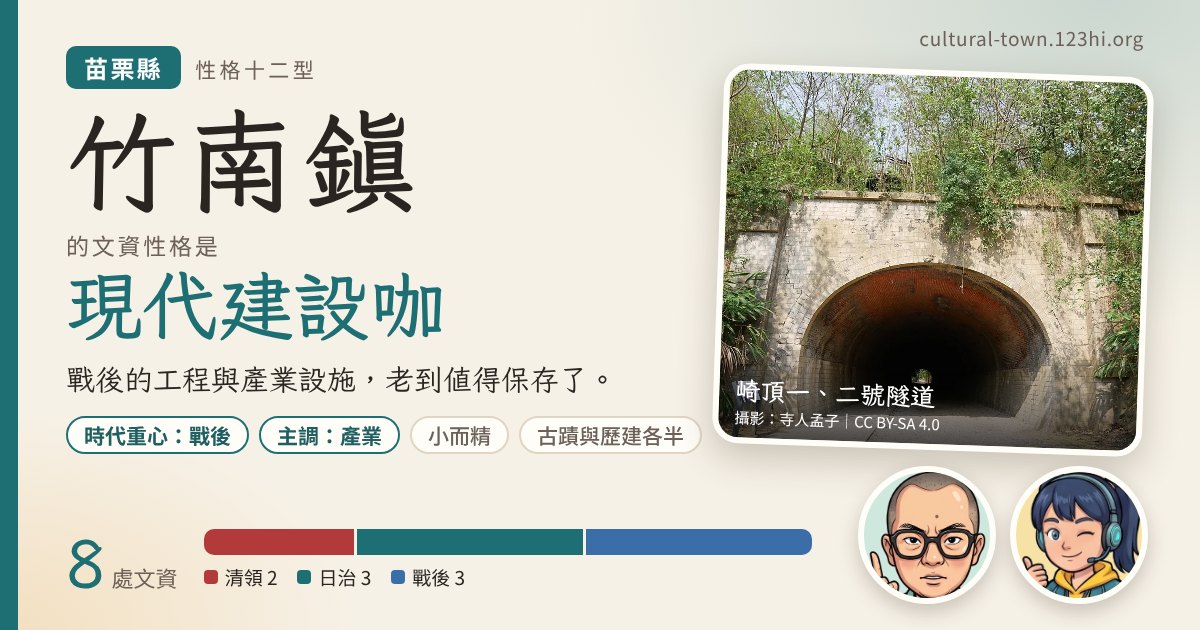 苗栗縣 性格十二型
cultural-town.123hi.org
竹南鎮
的文資性格是
現代建設咖
戰後的工程與產業設施，老到值得保存了。
時代重心：戰後 主調：產業 小而精 古蹟與歷建各半
崎頂一、二號隧道
攝影：寺人孟子｜CC BY-SA 4.0
8 處文資
清領 2 日治 3 戰後 3